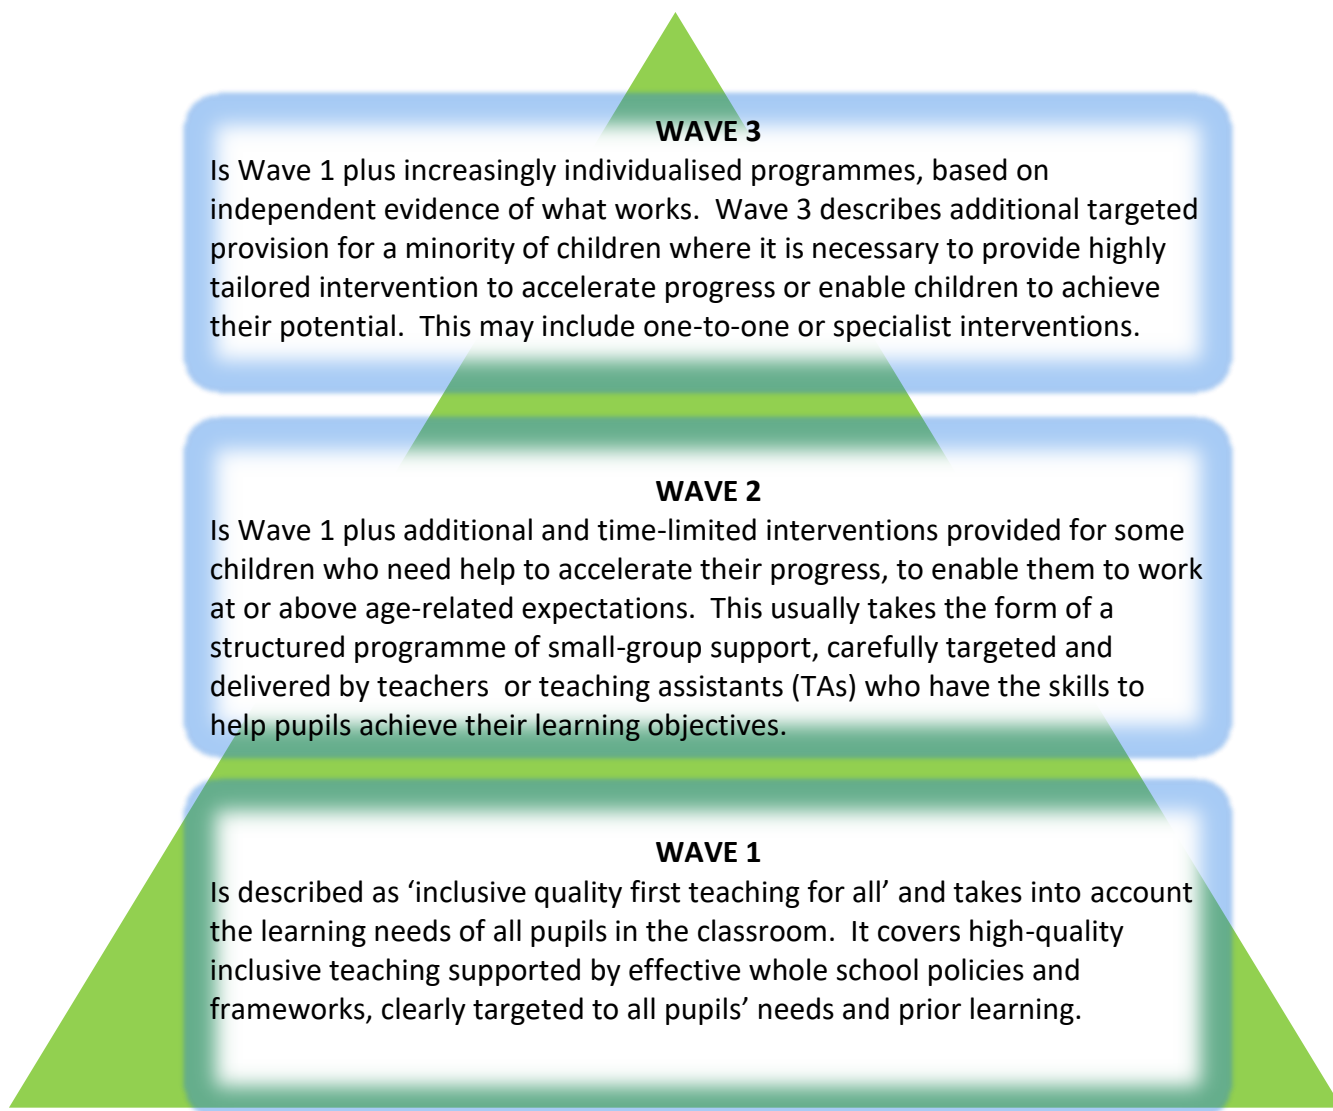 WAVE 3
Is Wave 1 plus increasingly individualised programmes, based on
independent evidence of what works.  Wave 3 describes additional targeted
provision for a minority of children where it is necessary to provide highly
tailored intervention to accelerate progress or enable children to achieve
their potential.  This may include one-to-one or specialist interventions.
WAVE 2
Is Wave 1 plus additional and time-limited interventions provided for some
children who need help to accelerate their progress, to enable them to work
at or above age-related expectations.  This usually takes the form of a
structured programme of small-group support, carefully targeted and
delivered by teachers  or teaching assistants (TAs) who have the skills to
help pupils achieve their learning objectives.
WAVE 1
Is described as ‘inclusive quality first teaching for all’ and takes into account
the learning needs of all pupils in the classroom.  It covers high-quality
inclusive teaching supported by effective whole school policies and
frameworks, clearly targeted to all pupils’ needs and prior learning.